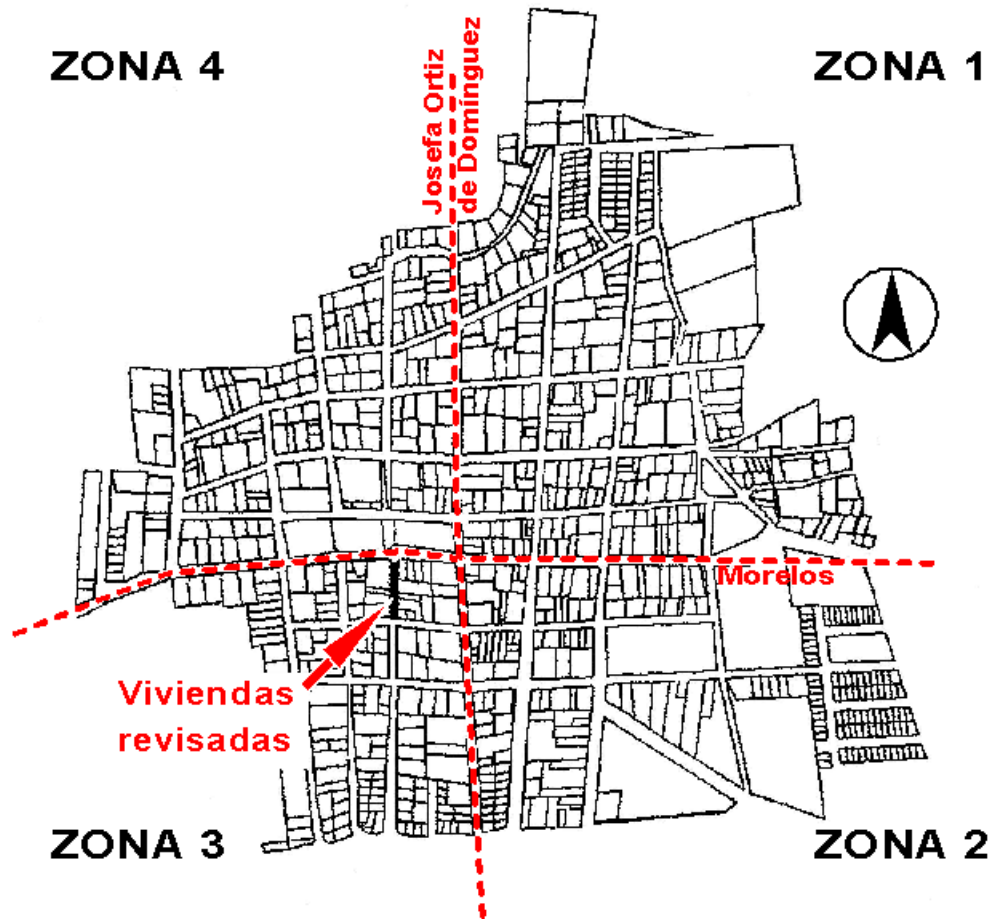 ZONA 4
Josefa Ortiz
de Domínguez
ZONA 1
Morelos
Viviendas
revisadas
ZONA 3
ZONA 2